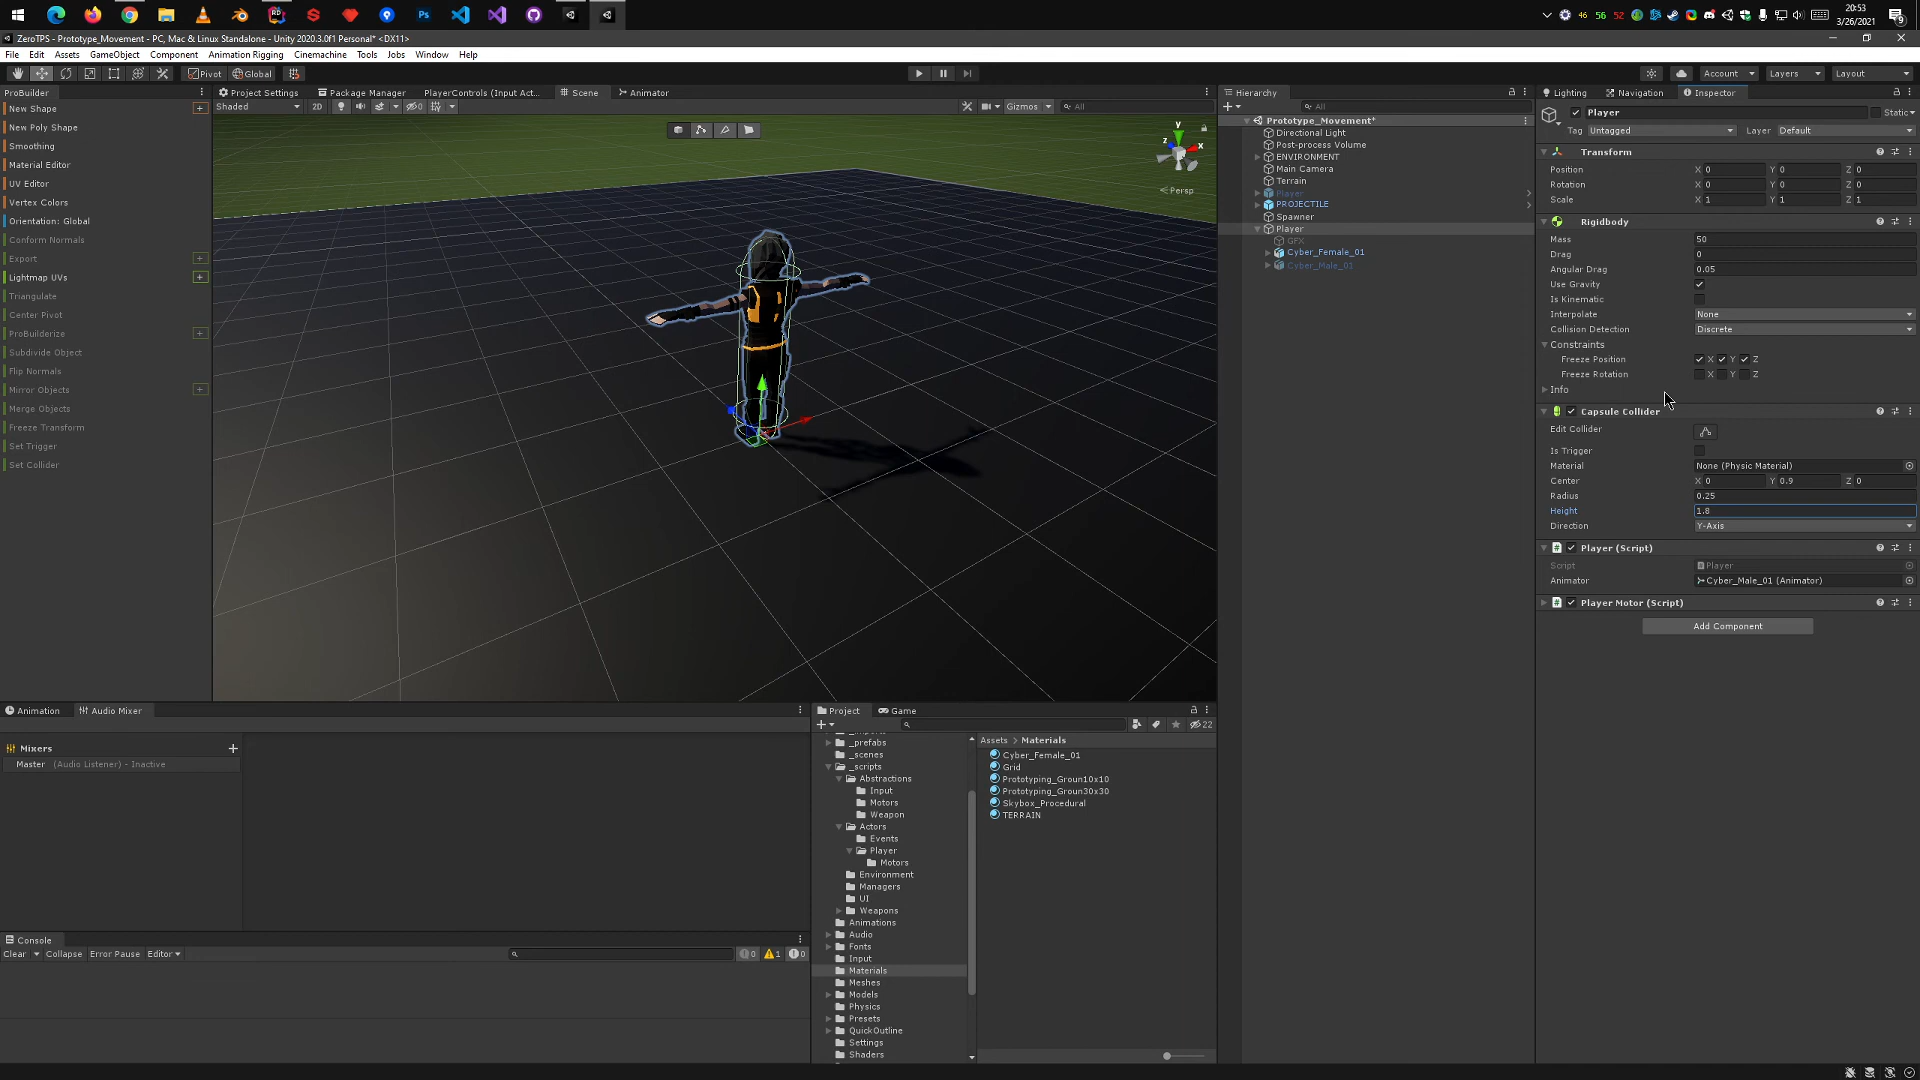 46 56 52
20:53
3/26/2021
ZeroTPS - Prototype_Movement - PC, Mac & Linux Standalone - Unity 2020.3.0f1 Personal* <DX11>
File Edit Assets GameObject Component Animation Rigging Cinemachine Tools Jobs Window Help
Pivot Global
Account Layers Layout
ProBuilder
New Shape
New Poly Shape
Smoothing
Material Editor
UV Editor
Vertex Colors
Orientation: Global
Conform Normals
Export
Lightmap UVs
Triangulate
Center Pivot
ProBuilderize
Subdivide Object
Flip Normals
Mirror Objects
Merge Objects
Freeze Transform
Set Trigger
Set Collider
Project Settings Package Manager PlayerControls (Input Act... Scene Animator
Shaded 2D Gizmos All
y
x
z
Persp
Hierarchy
All
Prototype_Movement*
Directional Light
Post-process Volume
ENVIRONMENT
Main Camera
Terrain
Player
PROJECTILE
Spawner
Player
GFX
Cyber_Female_01
Cyber_Male_01
Lighting Navigation Inspector
Player Static
Tag Untagged Layer Default
Transform
Position X 0 Y 0 Z 0
Rotation X 0 Y 0 Z 0
Scale X 1 Y 1 Z 1
Rigidbody
Mass 50
Drag 0
Angular Drag 0.05
Use Gravity
Is Kinematic
Interpolate None
Collision Detection Discrete
Constraints
Freeze Position X Y Z
Freeze Rotation X Y Z
Info
Capsule Collider
Edit Collider
Is Trigger
Material None (Physic Material)
Center X 0 Y 0.9 Z 0
Radius 0.25
Height 1.8
Direction Y-Axis
Player (Script)
Script Player
Animator Cyber_Male_01 (Animator)
Player Motor (Script)
Add Component
Animation Audio Mixer
Mixers
Master (Audio Listener) - Inactive
Console
Clear Collapse Error Pause Editor 0 1 0
Project Game
22
_prefabs
_scenes
_scripts
Abstractions
Input
Motors
Weapon
Actors
Events
Player
Motors
Environment
Managers
UI
Weapons
Animations
Audio
Fonts
Input
Materials
Meshes
Models
Physics
Presets
QuickOutline
Settings
Shaders
Assets > Materials
Cyber_Female_01
Grid
Prototyping_Groun10x10
Prototyping_Groun30x30
Skybox_Procedural
TERRAIN